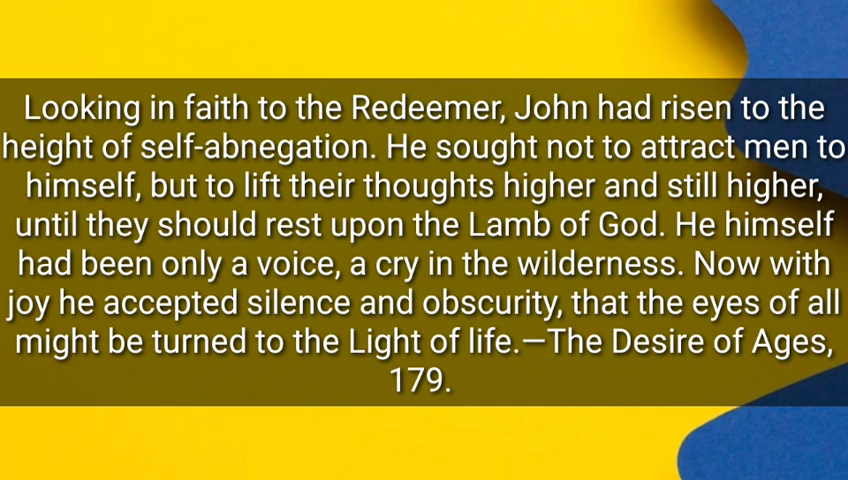 Looking in faith to the Redeemer, John had risen to the
height of self-abnegation. He sought not to attract men to
himself, but to lift their thoughts higher and still higher,
until they should rest upon the Lamb of God. He himself
had been only a voice, a cry in the wilderness. Now with
joy he accepted silence and obscurity, that the eyes of all
might be turned to the Light of life.—The Desire of Ages,
179.